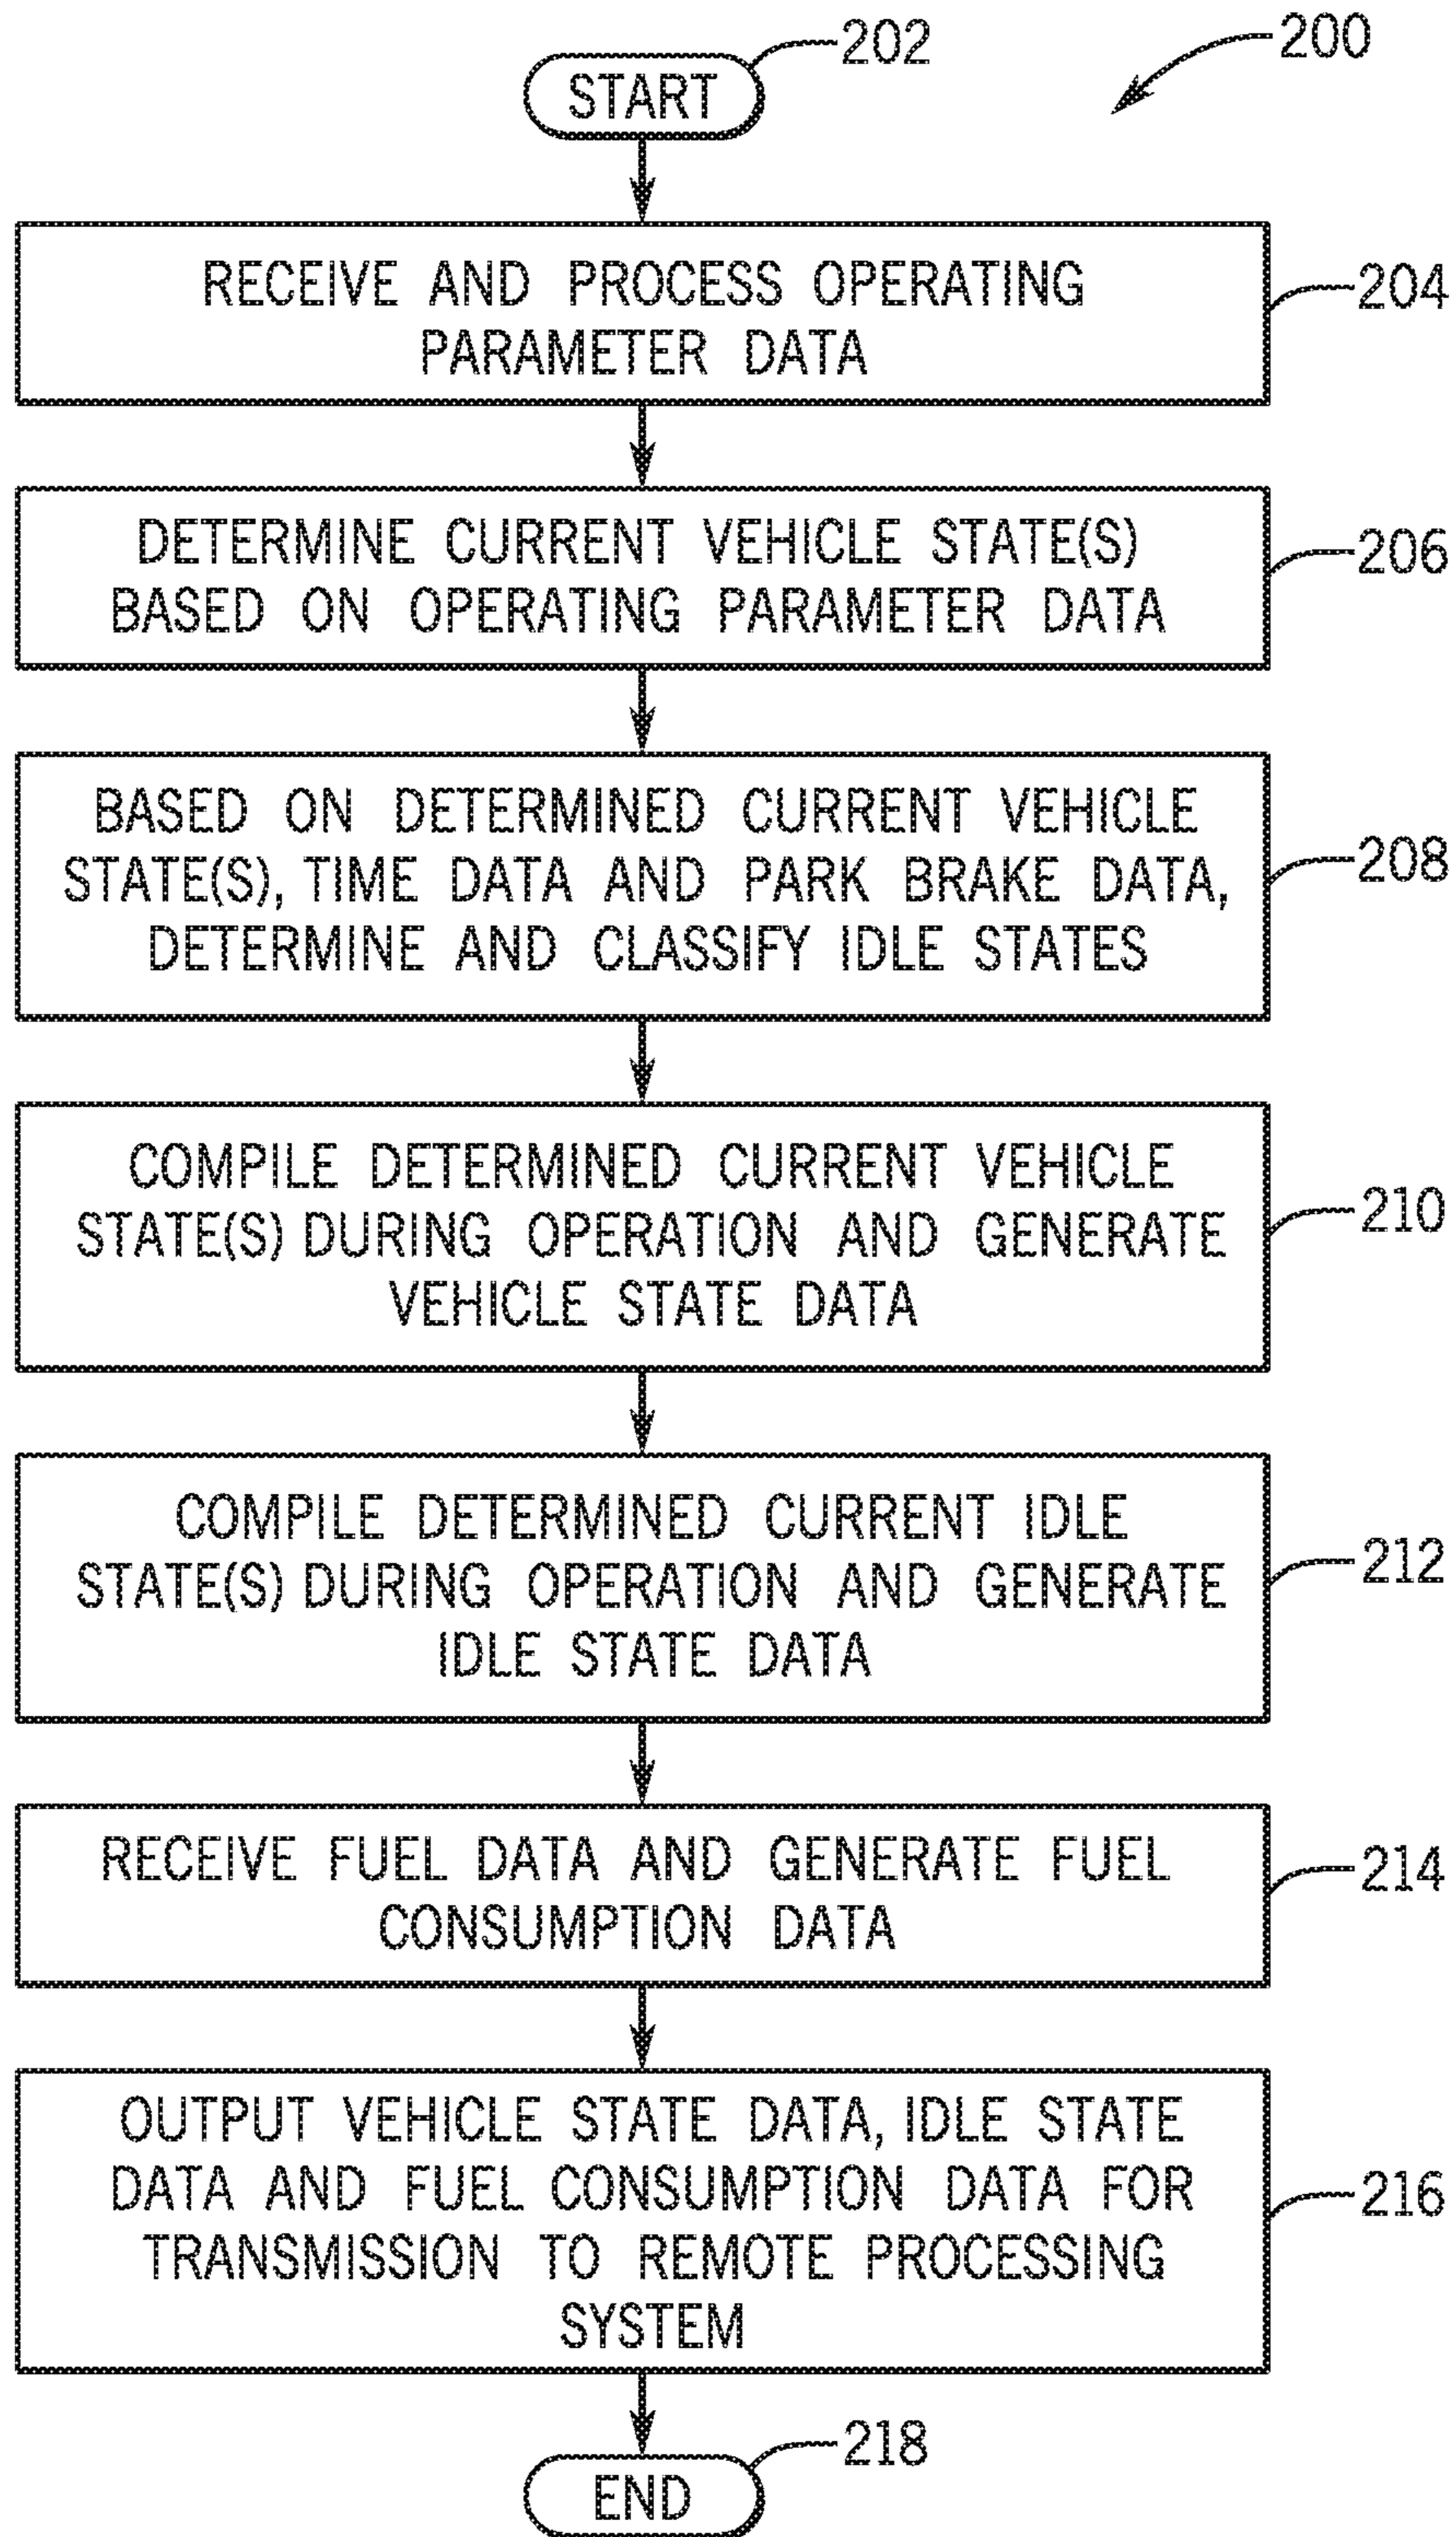 200
202
START
RECEIVE AND PROCESS OPERATING
PARAMETER DATA
204
DETERMINE CURRENT VEHICLE STATE(S)
BASED ON OPERATING PARAMETER DATA
206
BASED ON DETERMINED CURRENT VEHICLE
STATE(S), TIME DATA AND PARK BRAKE DATA,
DETERMINE AND CLASSIFY IDLE STATES
208
COMPILE DETERMINED CURRENT VEHICLE
STATE(S) DURING OPERATION AND GENERATE
VEHICLE STATE DATA
210
COMPILE DETERMINED CURRENT IDLE
STATE(S) DURING OPERATION AND GENERATE
IDLE STATE DATA
212
RECEIVE FUEL DATA AND GENERATE FUEL
CONSUMPTION DATA
214
OUTPUT VEHICLE STATE DATA, IDLE STATE
DATA AND FUEL CONSUMPTION DATA FOR
TRANSMISSION TO REMOTE PROCESSING
SYSTEM
216
218
END